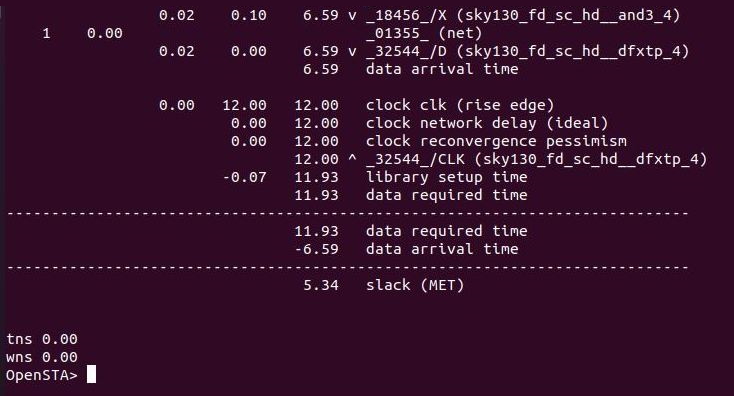 0.02 0.10 6.59 v _18456_/X (sky130_fd_sc_hd__and3_4)
1 0.00 _01355_ (net)
0.02 0.00 6.59 v _32544_/D (sky130_fd_sc_hd__dfxtp_4)
6.59 data arrival time
0.00 12.00 12.00 clock clk (rise edge)
0.00 12.00 clock network delay (ideal)
0.00 12.00 clock reconvergence pessimism
12.00 ^ _32544_/CLK (sky130_fd_sc_hd__dfxtp_4)
-0.07 11.93 library setup time
11.93 data required time
---------------------------------------------------------------------------
11.93 data required time
-6.59 data arrival time
---------------------------------------------------------------------------
5.34 slack (MET)
tns 0.00
wns 0.00
OpenSTA>